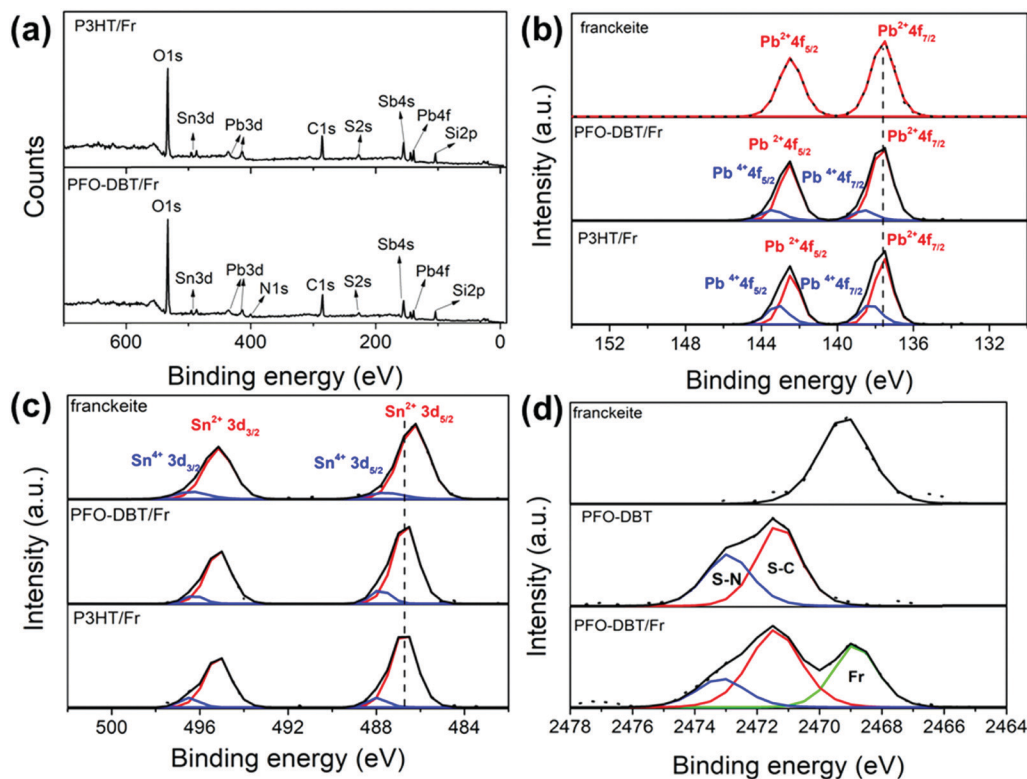 (a)
P3HT/Fr
O1s
Sn3d
Pb3d
C1s
S2s
Sb4s
Pb4f
Si2p
PFO-DBT/Fr
O1s
Sn3d
Pb3d
N1s
C1s
S2s
Sb4s
Pb4f
Si2p
Counts
600 400 200 0
Binding energy (eV)
(b)
franckeite
Pb²⁺4f₅/₂
Pb²⁺4f₇/₂
PFO-DBT/Fr
Pb ²⁺4f₅/₂
Pb²⁺4f₇/₂
Pb ⁴⁺4f₅/₂
Pb ⁴⁺4f₇/₂
P3HT/Fr
Pb ²⁺4f₅/₂
Pb²⁺4f₇/₂
Pb ⁴⁺4f₅/₂
Pb ⁴⁺4f₇/₂
Intensity (a.u.)
152 148 144 140 136 132
Binding energy (eV)
(c)
franckeite
Sn²⁺ 3d₃/₂
Sn²⁺ 3d₅/₂
Sn⁴⁺ 3d₃/₂
Sn⁴⁺ 3d₅/₂
PFO-DBT/Fr
P3HT/Fr
Intensity (a.u.)
500 496 492 488 484
Binding energy (eV)
(d)
franckeite
PFO-DBT
S-N
S-C
PFO-DBT/Fr
Fr
Intensity (a.u.)
2478 2476 2474 2472 2470 2468 2466 2464
Binding energy (eV)